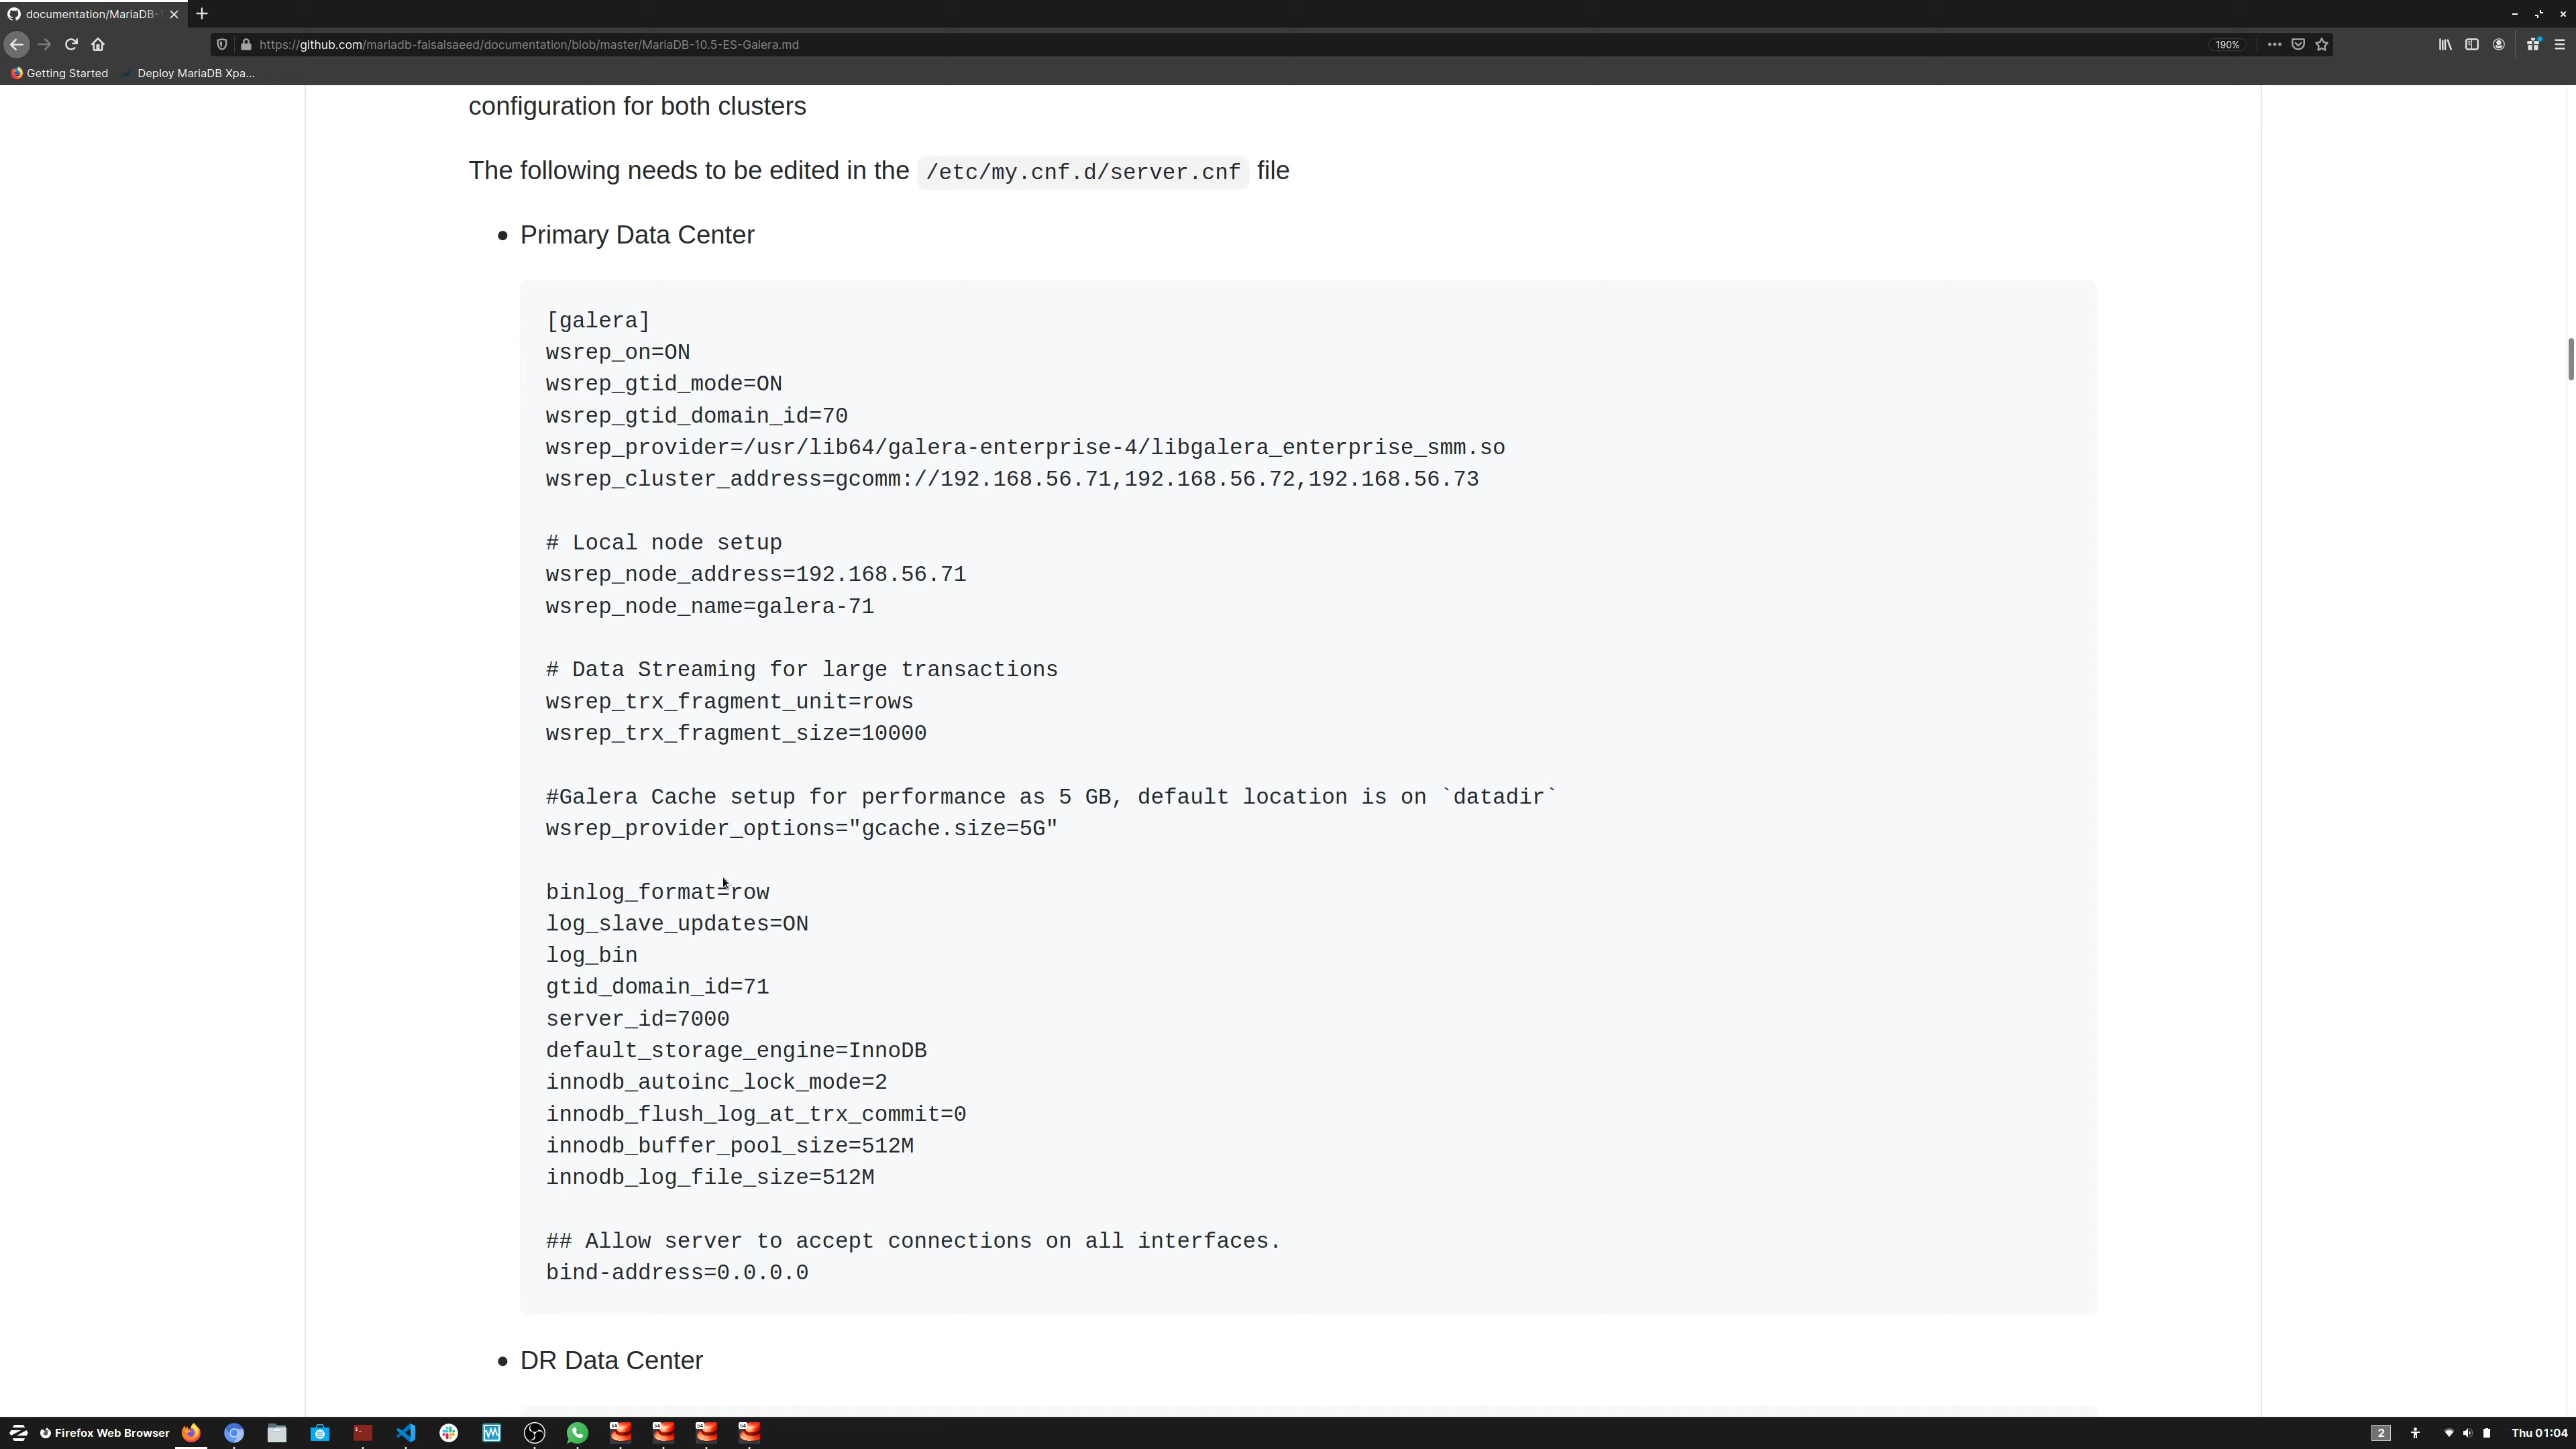 documentation/MariaDB-1
https://github.com/mariadb-faisalsaeed/documentation/blob/master/MariaDB-10.5-ES-Galera.md
190%
Getting Started
Deploy MariaDB Xpa...
configuration for both clusters
The following needs to be edited in the /etc/my.cnf.d/server.cnf file
• Primary Data Center
[galera]
wsrep_on=ON
wsrep_gtid_mode=ON
wsrep_gtid_domain_id=70
wsrep_provider=/usr/lib64/galera-enterprise-4/libgalera_enterprise_smm.so
wsrep_cluster_address=gcomm://192.168.56.71,192.168.56.72,192.168.56.73
# Local node setup
wsrep_node_address=192.168.56.71
wsrep_node_name=galera-71
# Data Streaming for large transactions
wsrep_trx_fragment_unit=rows
wsrep_trx_fragment_size=10000
#Galera Cache setup for performance as 5 GB, default location is on `datadir`
wsrep_provider_options="gcache.size=5G"
binlog_format=row
log_slave_updates=ON
log_bin
gtid_domain_id=71
server_id=7000
default_storage_engine=InnoDB
innodb_autoinc_lock_mode=2
innodb_flush_log_at_trx_commit=0
innodb_buffer_pool_size=512M
innodb_log_file_size=512M
## Allow server to accept connections on all interfaces.
bind-address=0.0.0.0
• DR Data Center
Firefox Web Browser
2
Thu 01:04